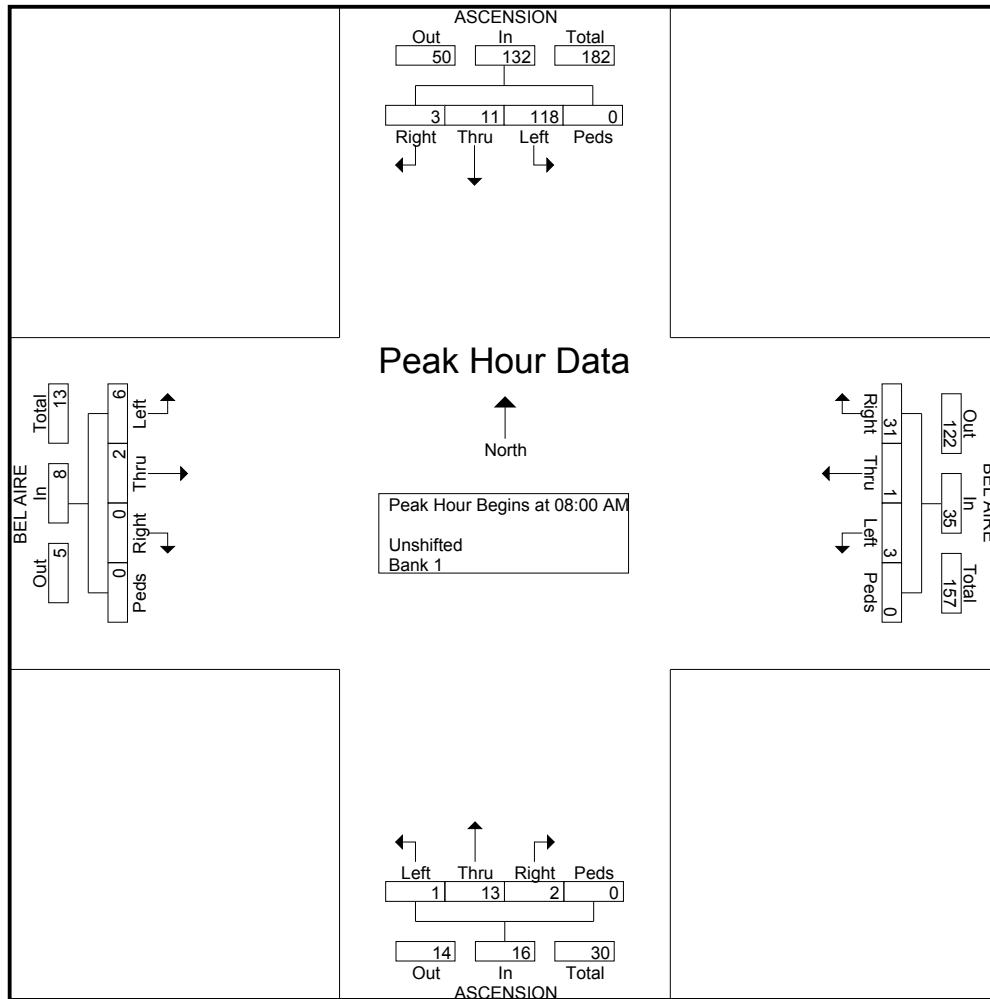 ASCENSION
Out In Total
50 132 182
3 11 118 0
Right Thru Left Peds
Peak Hour Data
North
Peak Hour Begins at 08:00 AM
Unshifted
Bank 1
BEL AIRE
Out In Total
5 8 13
Peds Right Thru Left
0 0 2 6
BEL AIRE
Out In Total
122 35 157
31 1 3 0
Right Thru Left Peds
Left Thru Right Peds
1 13 2 0
14 16 30
Out In Total
ASCENSION